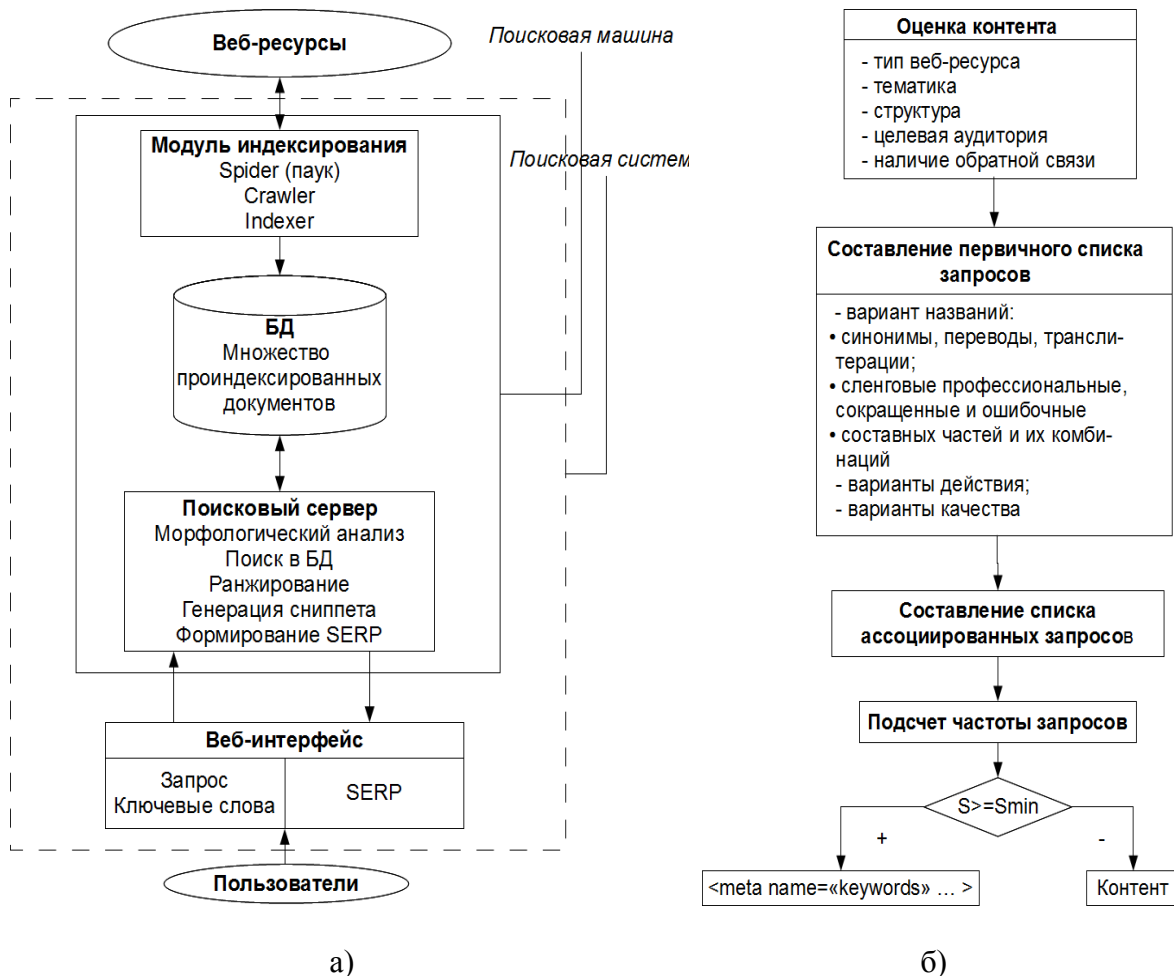 Веб-ресурсы
Поисковая машина
Модуль индексирования
Spider (паук)
Crawler
Indexer
Поисковая систем
БД
Множество
проиндексированных
документов
Поисковый сервер
Морфологический анализ
Поиск в БД
Ранжирование
Генерация сниппета
Формирование SERP
Веб-интерфейс
Запрос
Ключевые слова
SERP
Пользователи
а)
Оценка контента
- тип веб-ресурса
- тематика
- структура
- целевая аудитория
- наличие обратной связи
Составление первичного списка
запросов
- вариант названий:
• синонимы, переводы, трансли-
терации;
• сленговые профессиональные,
сокращенные и ошибочные
• составных частей и их комби-
наций
- варианты действия;
- варианты качества
Составление списка
ассоциированных запросов
Подсчет частоты запросов
S>=Smin
+
-
<meta name=«keywords» ... >
Контент
б)